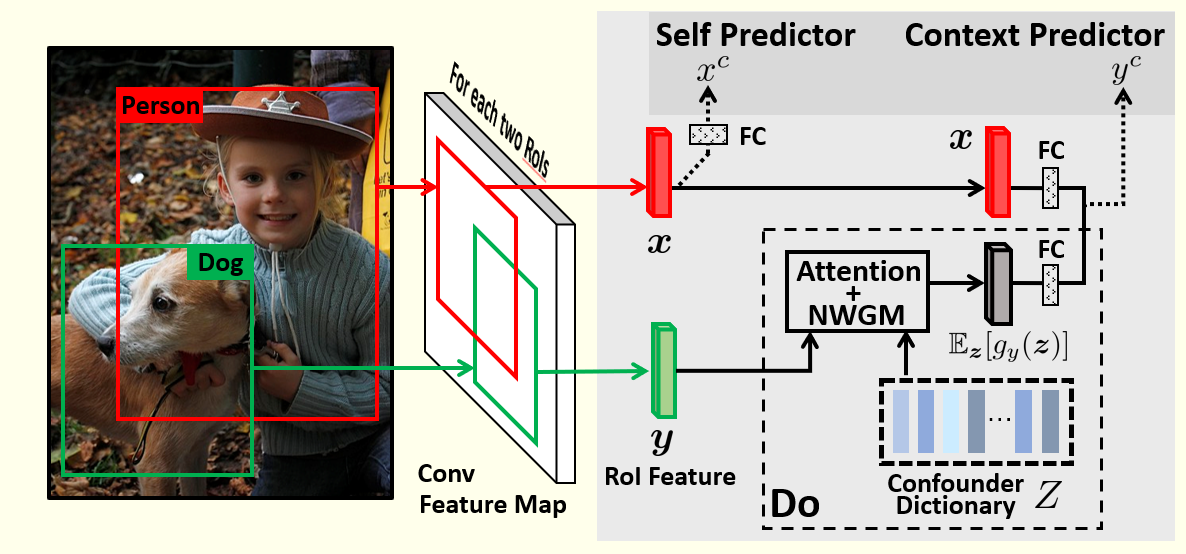 Self Predictor
Context Predictor
x^c
y^c
Person
For each two RoIs
FC
x
FC
x
Dog
Attention
+
NWGM
FC
𝔼_z[g_y(z)]
y
...
Conv
Feature Map
RoI Feature
Confounder
Dictionary Z
Do